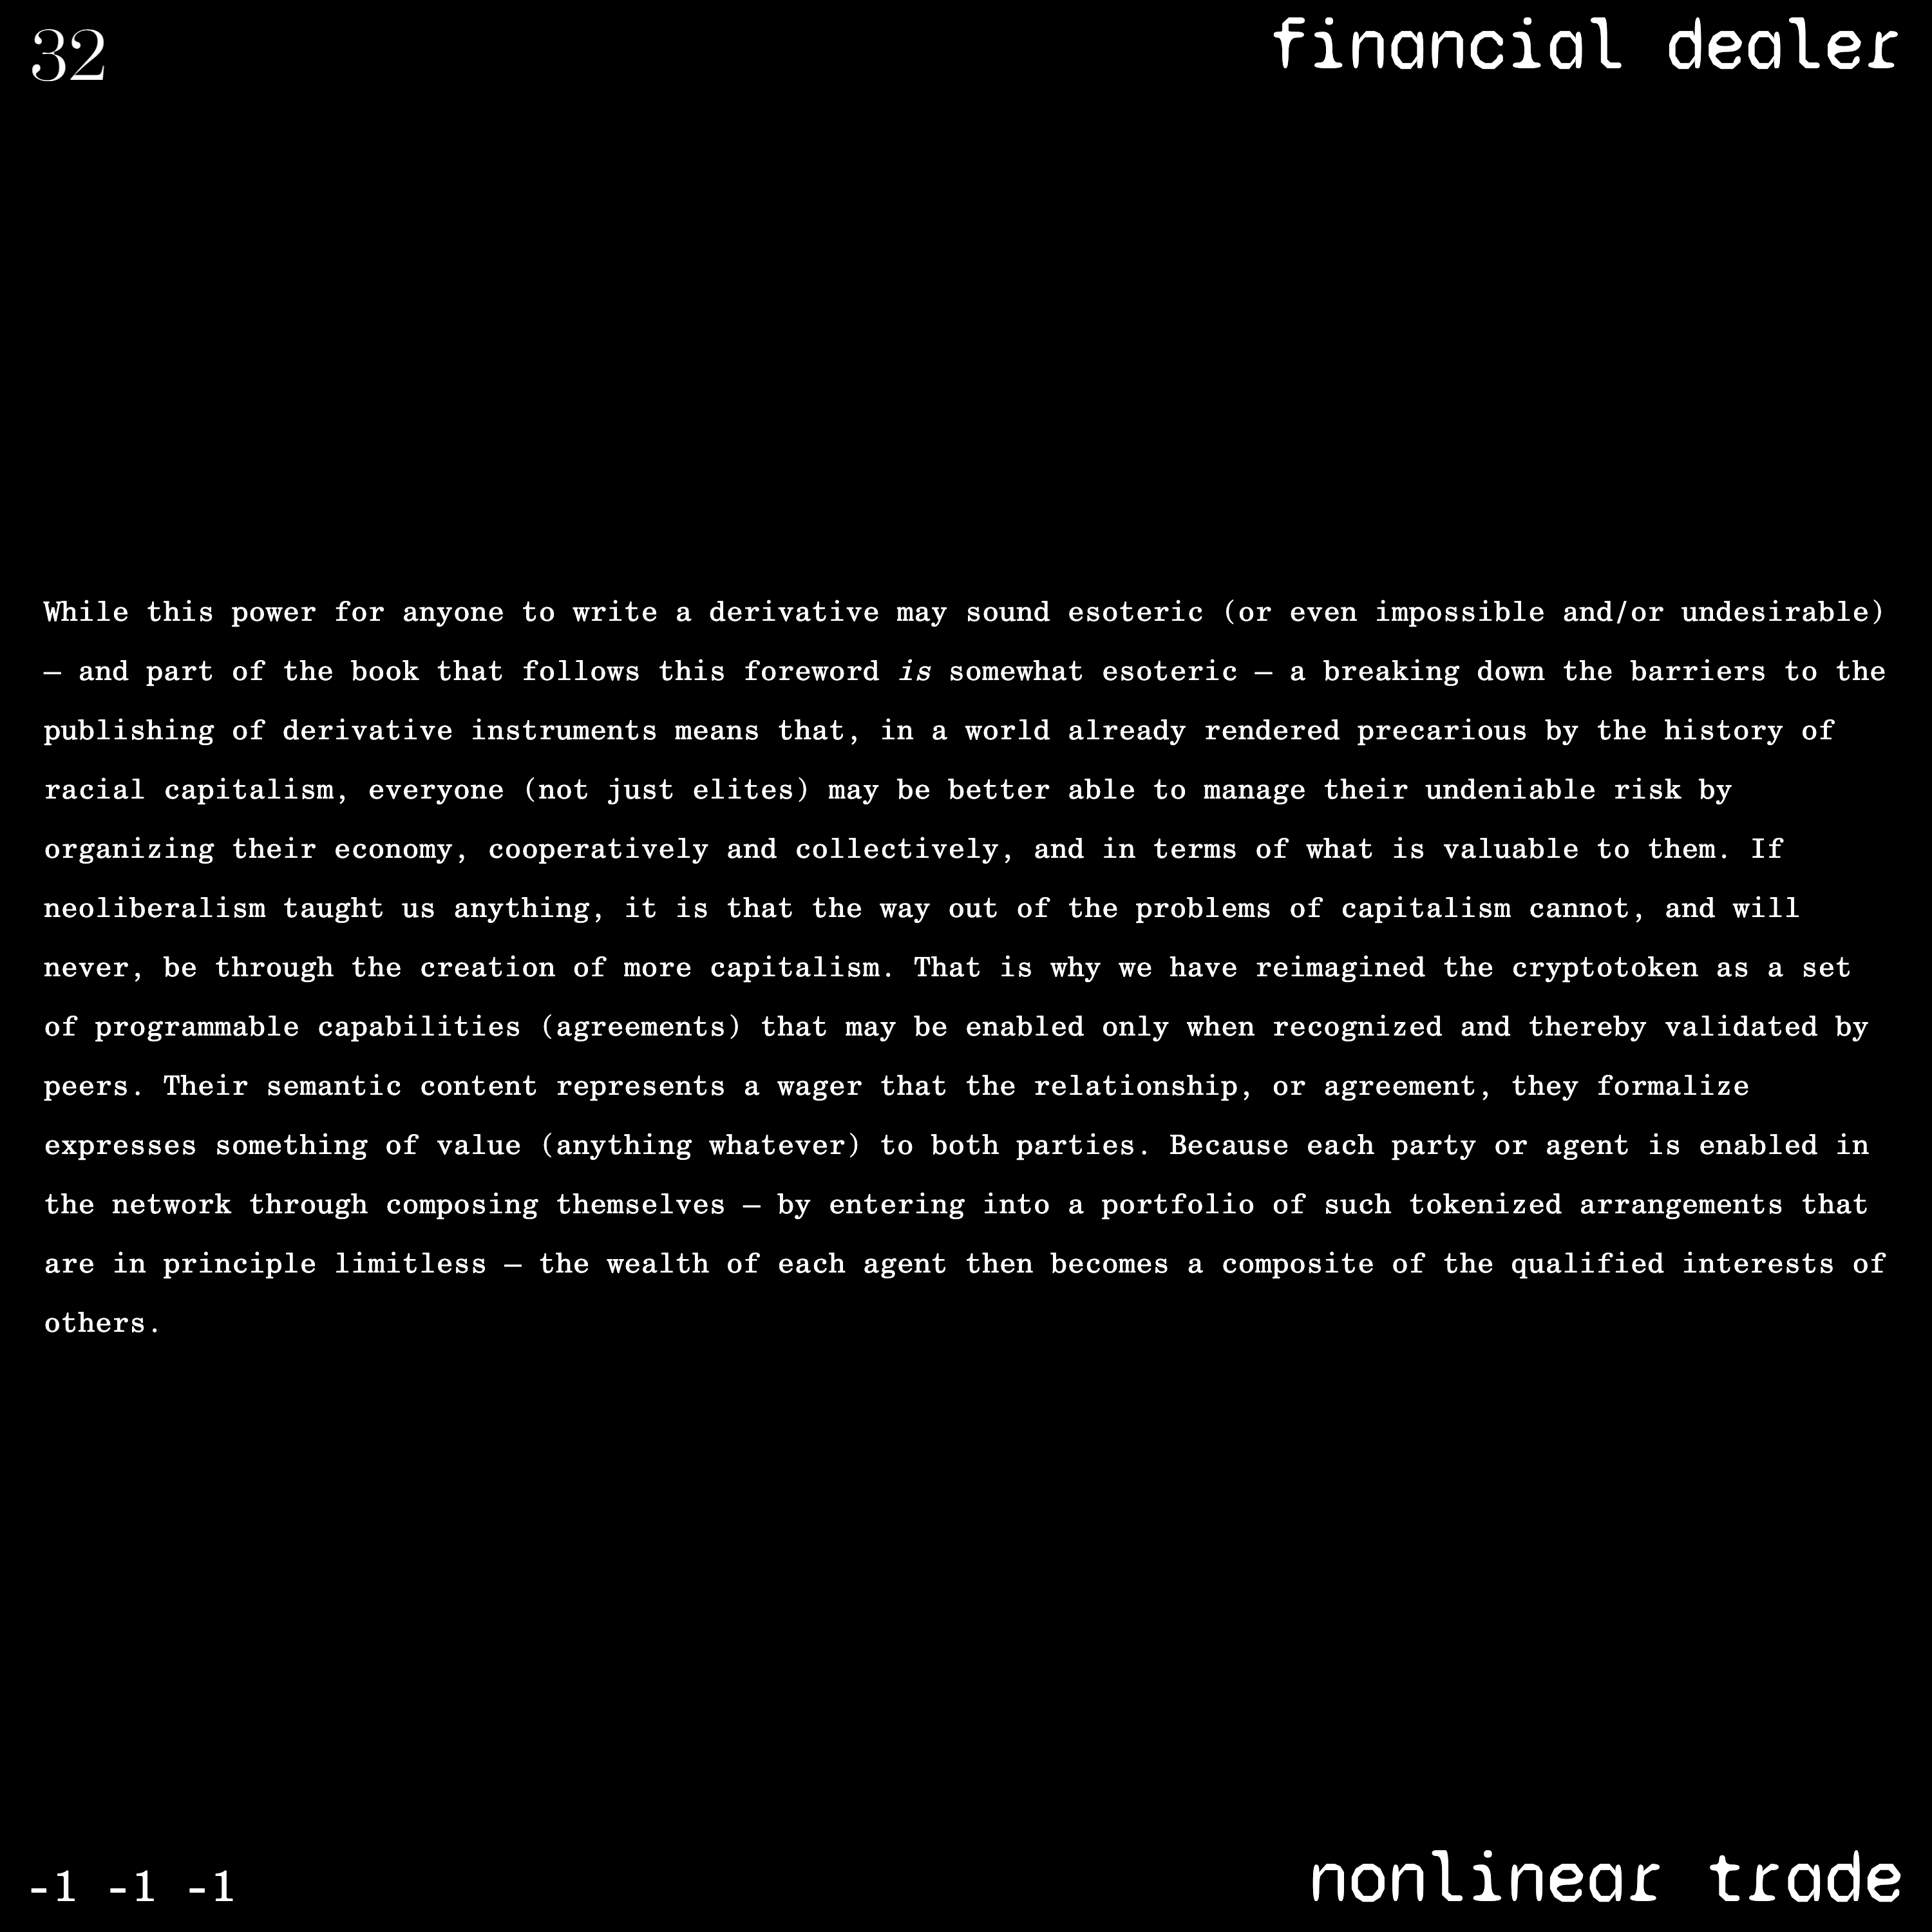 32
financial dealer
While this power for anyone to write a derivative may sound esoteric (or even impossible and/or undesirable)
— and part of the book that follows this foreword is somewhat esoteric — a breaking down the barriers to the
publishing of derivative instruments means that, in a world already rendered precarious by the history of
racial capitalism, everyone (not just elites) may be better able to manage their undeniable risk by
organizing their economy, cooperatively and collectively, and in terms of what is valuable to them. If
neoliberalism taught us anything, it is that the way out of the problems of capitalism cannot, and will
never, be through the creation of more capitalism. That is why we have reimagined the cryptotoken as a set
of programmable capabilities (agreements) that may be enabled only when recognized and thereby validated by
peers. Their semantic content represents a wager that the relationship, or agreement, they formalize
expresses something of value (anything whatever) to both parties. Because each party or agent is enabled in
the network through composing themselves — by entering into a portfolio of such tokenized arrangements that
are in principle limitless — the wealth of each agent then becomes a composite of the qualified interests of
others.
-1 -1 -1
nonlinear trade